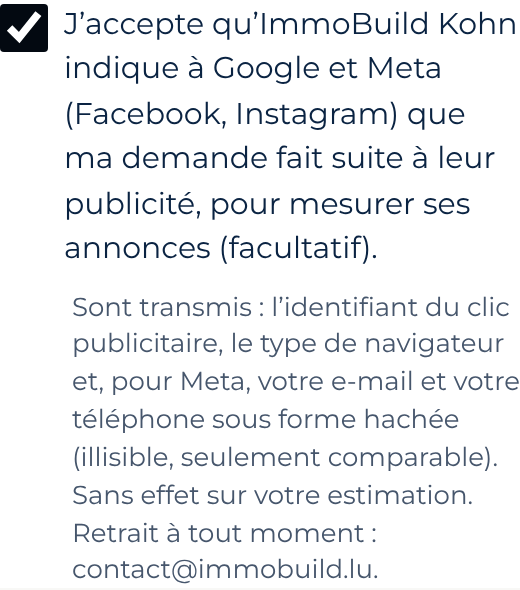 J’accepte qu’ImmoBuild Kohn
indique à Google et Meta
(Facebook, Instagram) que
ma demande fait suite à leur
publicité, pour mesurer ses
annonces (facultatif).
Sont transmis : l’identifiant du clic
publicitaire, le type de navigateur
et, pour Meta, votre e-mail et votre
téléphone sous forme hachée
(illisible, seulement comparable).
Sans effet sur votre estimation.
Retrait à tout moment :
contact@immobuild.lu.